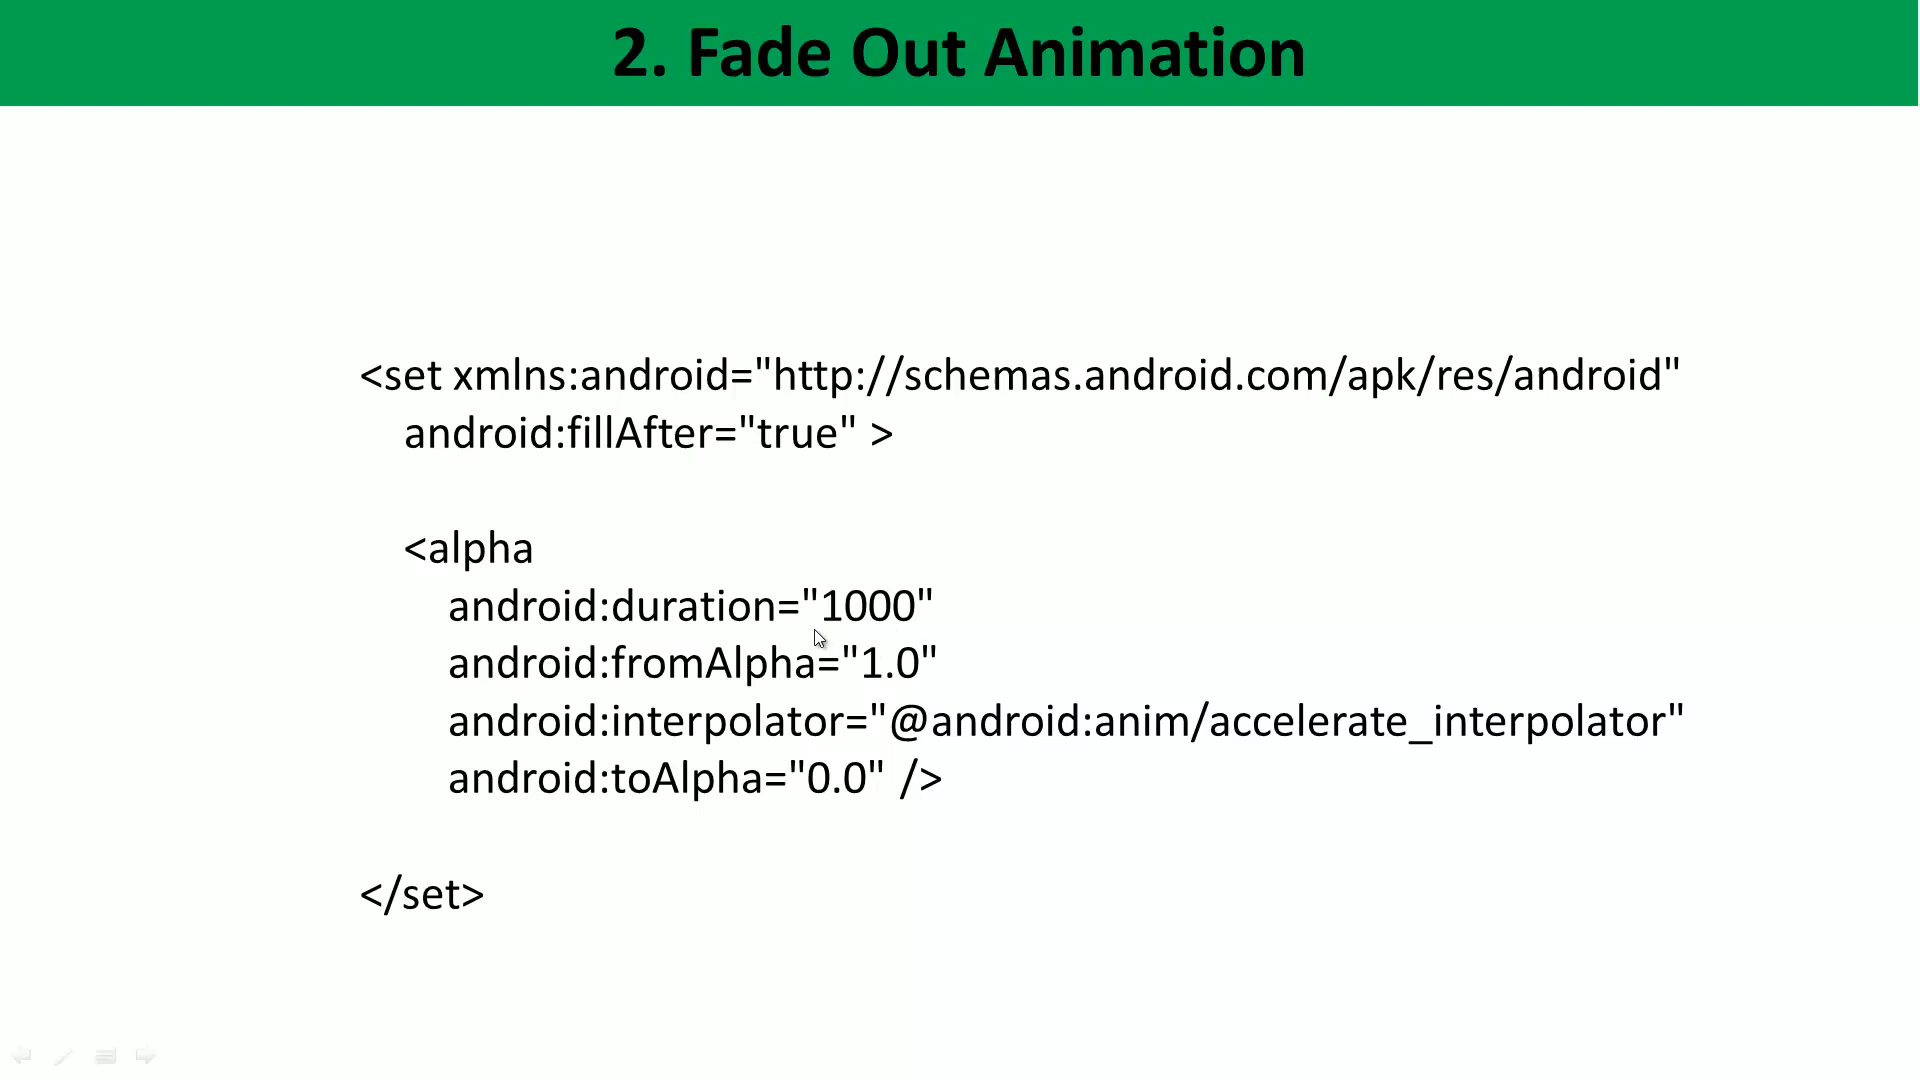 2. Fade Out Animation
<set xmlns:android="http://schemas.android.com/apk/res/android"
android:fillAfter="true" >
<alpha
android:duration="1000"
android:fromAlpha="1.0"
android:interpolator="@android:anim/accelerate_interpolator"
android:toAlpha="0.0" />
</set>